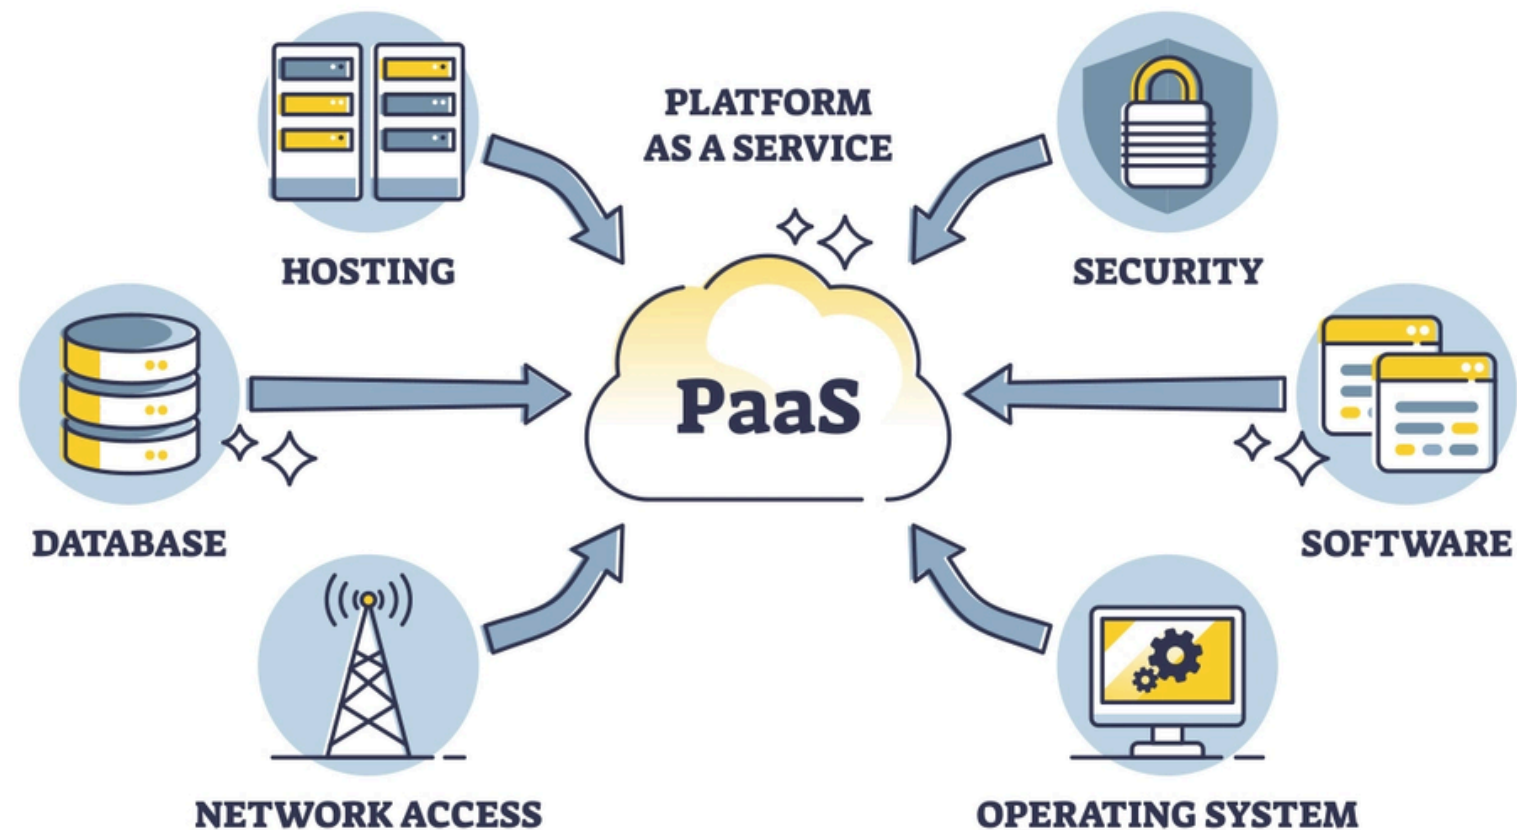 PLATFORM
AS A SERVICE
HOSTING
SECURITY
PaaS
DATABASE
SOFTWARE
NETWORK ACCESS
OPERATING SYSTEM